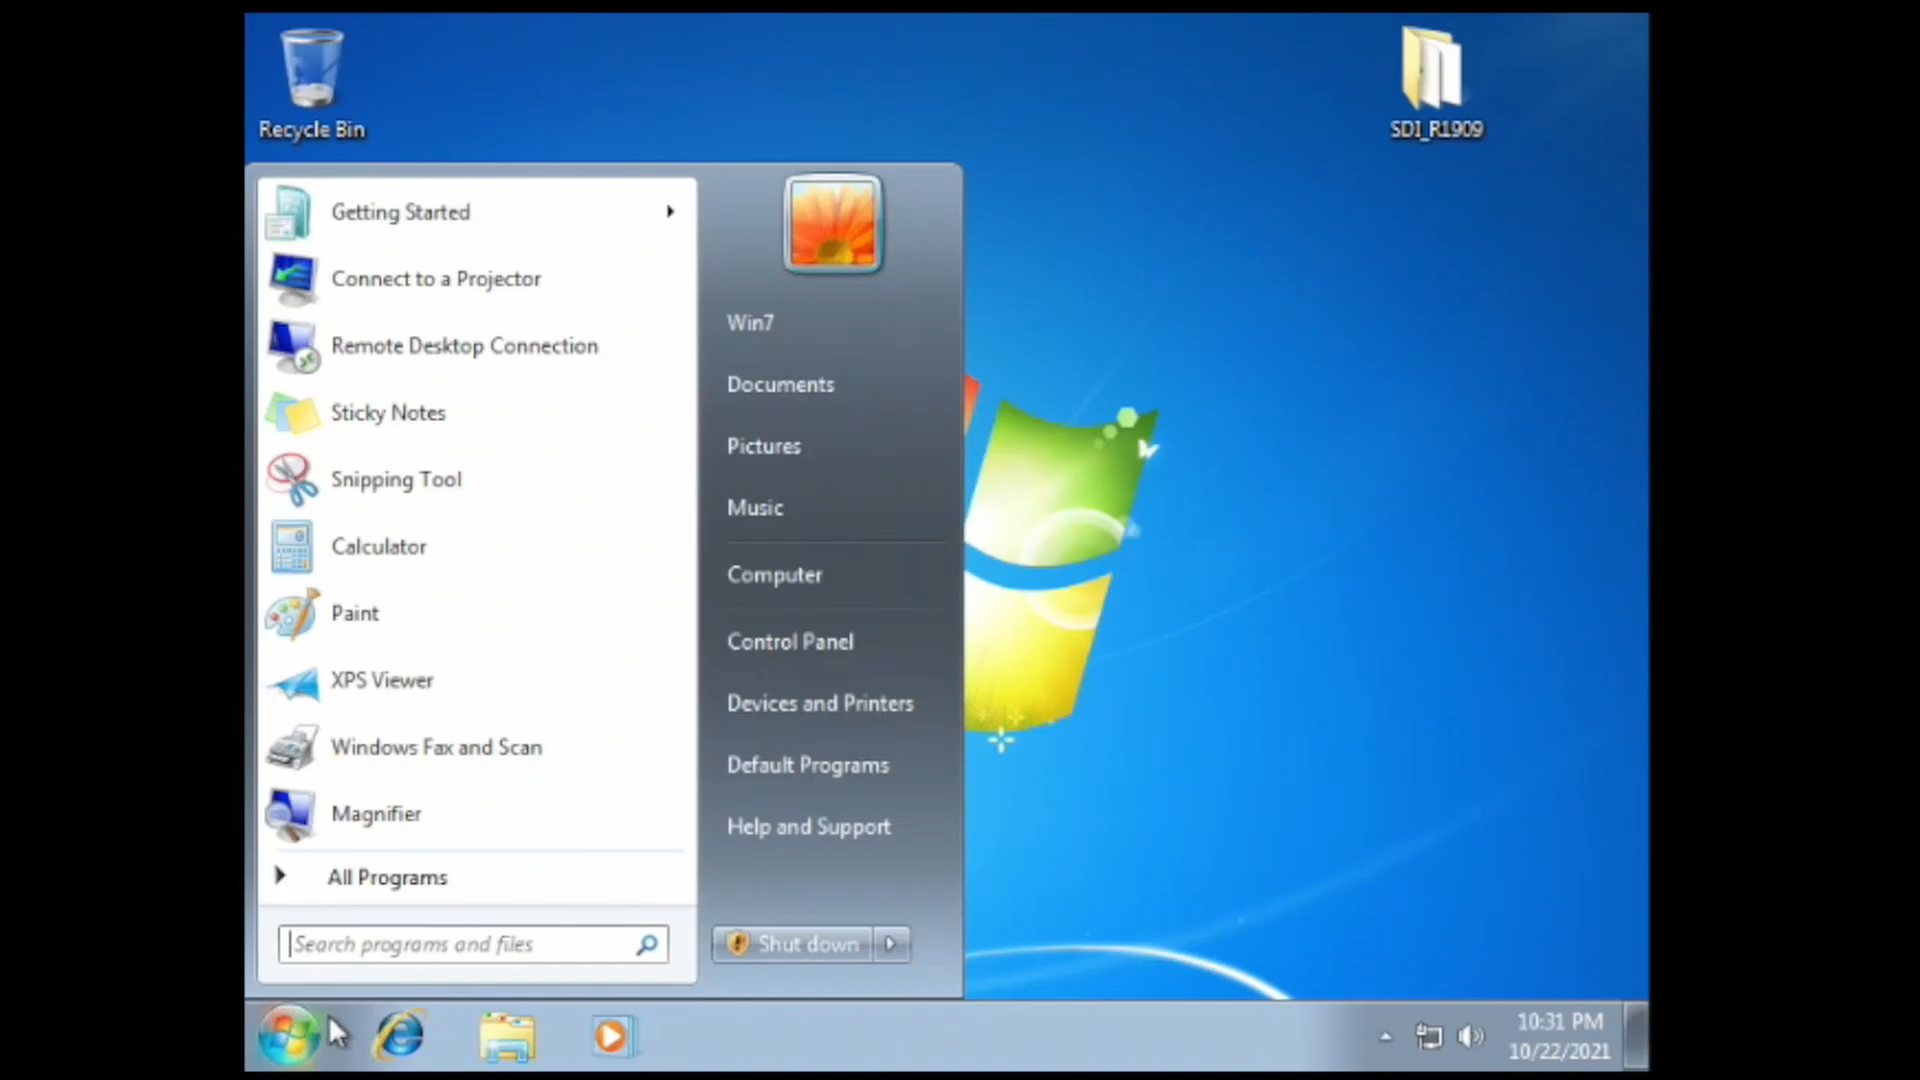 Recycle Bin
SDI_R1909
Getting Started
Connect to a Projector
Remote Desktop Connection
Sticky Notes
Snipping Tool
Calculator
Paint
XPS Viewer
Windows Fax and Scan
Magnifier
All Programs
Search programs and files
Win7
Documents
Pictures
Music
Computer
Control Panel
Devices and Printers
Default Programs
Help and Support
Shut down
10:31 PM
10/22/2021